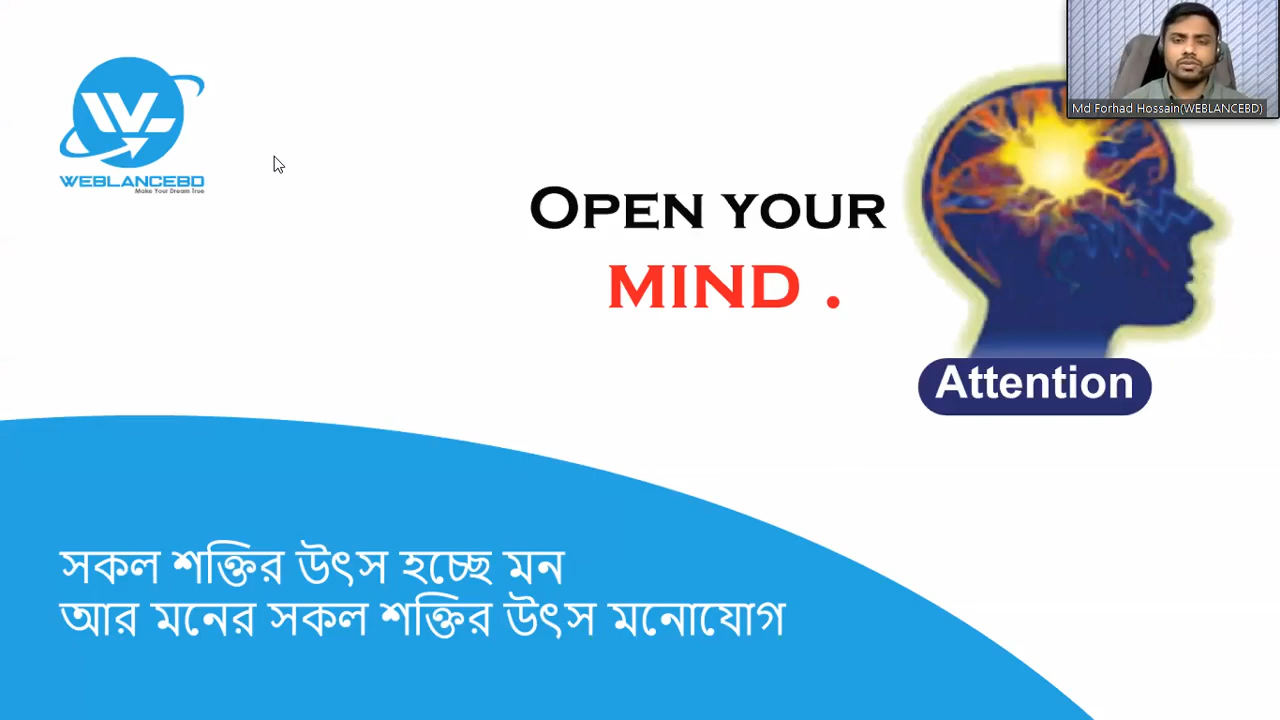 WEBLANCEBD
Make Your Dream True
Md Forhad Hossain(WEBLANCEBD)
OPEN YOUR
MIND .
Attention
সকল শক্তির উৎস হচ্ছে মন
আর মনের সকল শক্তির উৎস মনোযোগ